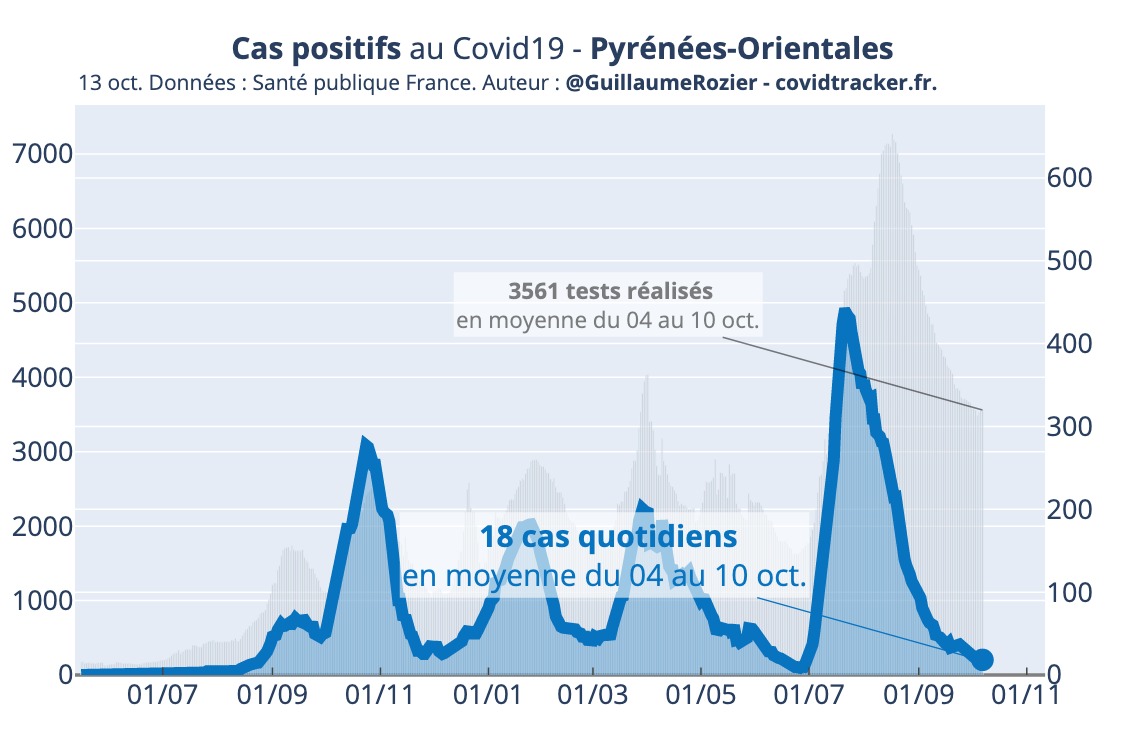 Cas positifs au Covid19 - Pyrénées-Orientales
13 oct. Données : Santé publique France. Auteur : @GuillaumeRozier - covidtracker.fr.
7000
6000
5000
4000
3000
2000
1000
0
600
500
400
300
200
100
0
3561 tests réalisés
en moyenne du 04 au 10 oct.
18 cas quotidiens
en moyenne du 04 au 10 oct.
01/07 01/09 01/11 01/01 01/03 01/05 01/07 01/09 01/11